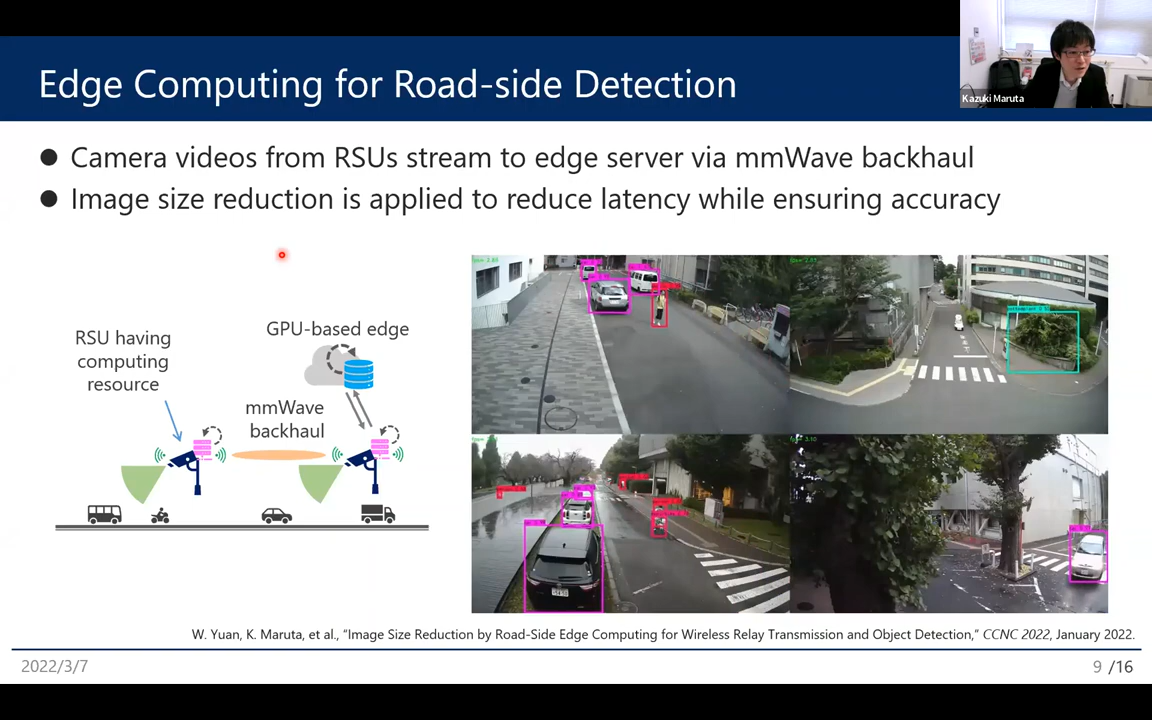 Edge Computing for Road-side Detection
Kazuki Maruta
● Camera videos from RSUs stream to edge server via mmWave backhaul
● Image size reduction is applied to reduce latency while ensuring accuracy
RSU having
computing
resource
GPU-based edge
mmWave
backhaul
W. Yuan, K. Maruta, et al., “Image Size Reduction by Road-Side Edge Computing for Wireless Relay Transmission and Object Detection,” CCNC 2022, January 2022.
2022/3/7
9 /16